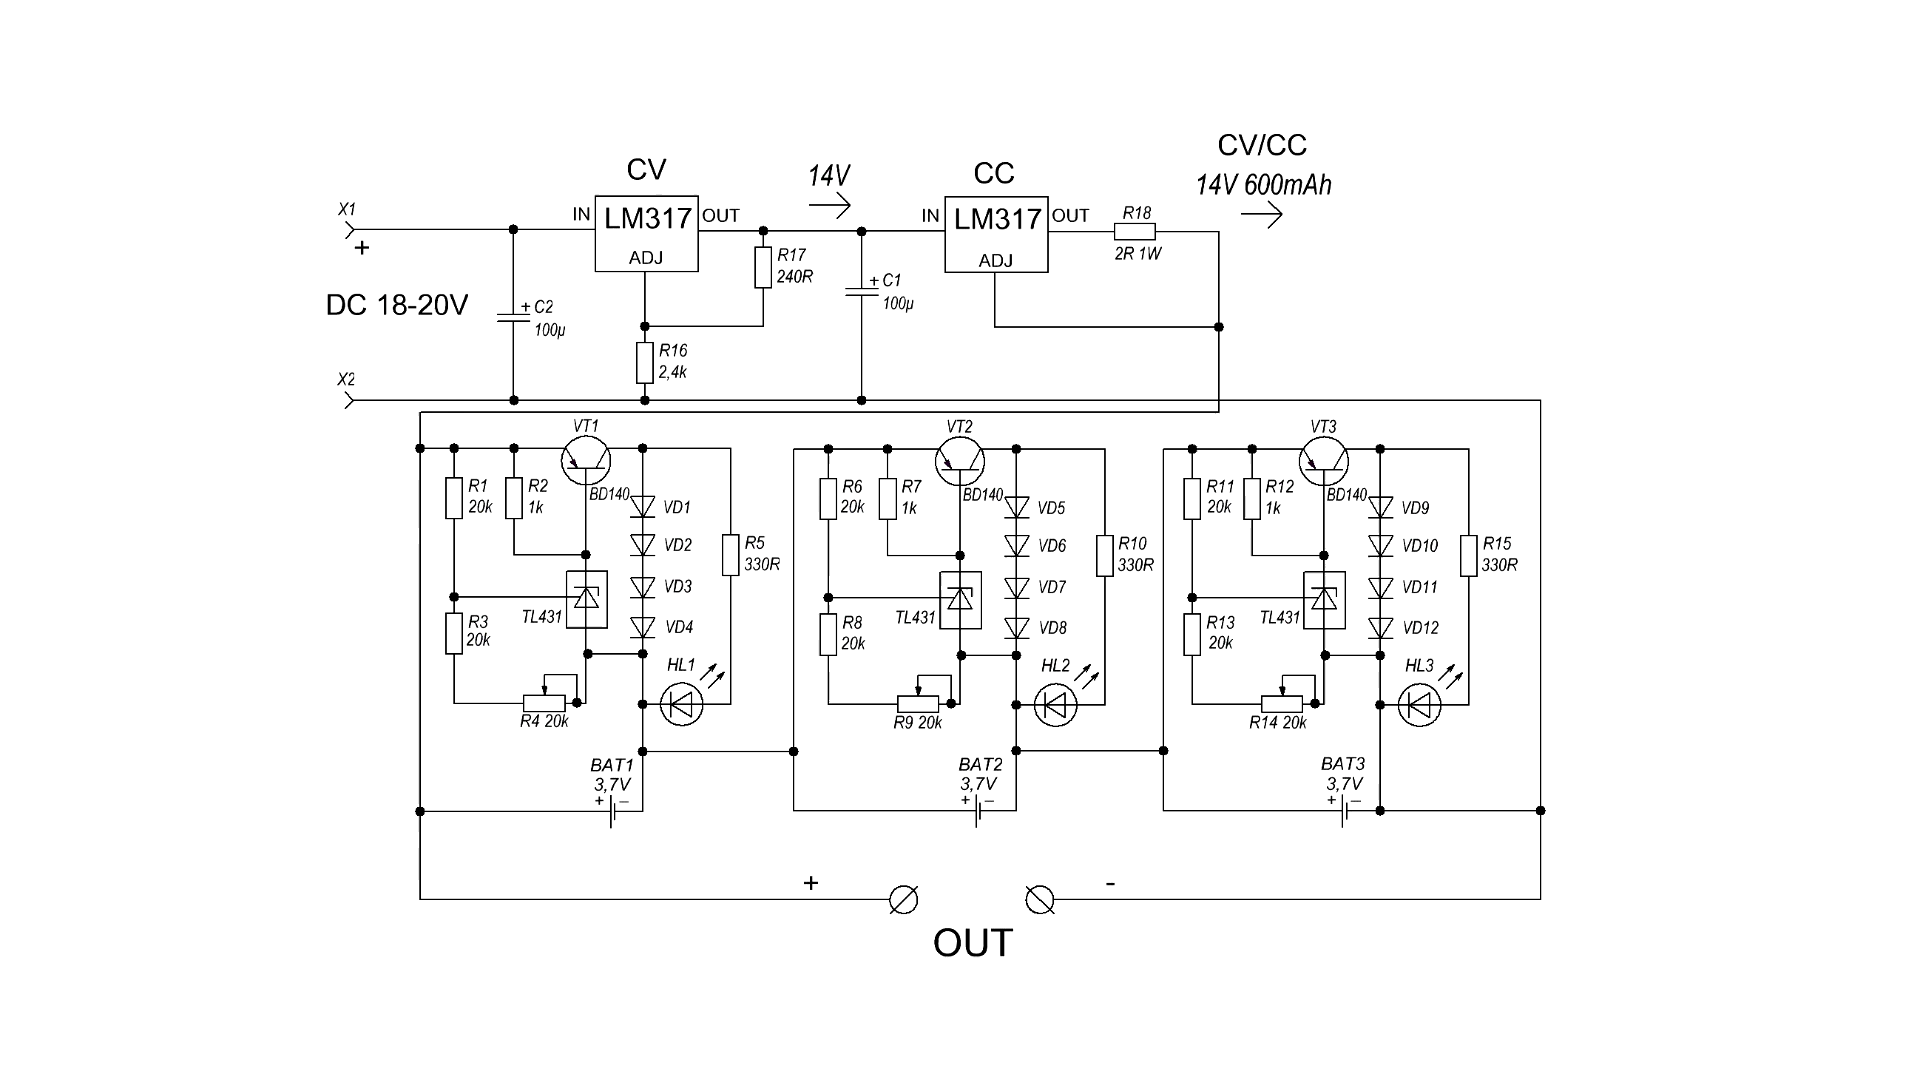 CV/CC
14V 600mAh
CV
14V
CC
X1
+
IN
LM317
OUT
ADJ
IN
LM317
OUT
ADJ
R18
2R 1W
R17
240R
+ C1
100µ
DC 18-20V
+ C2
100µ
R16
2,4k
X2
VT1
BD140
R1
20k
R2
1k
VD1
VD2
VD3
VD4
R5
330R
TL431
R3
20k
HL1
R4 20k
BAT1
3,7V
+ –
VT2
BD140
R6
20k
R7
1k
VD5
VD6
VD7
VD8
R10
330R
TL431
R8
20k
HL2
R9 20k
BAT2
3,7V
+ –
VT3
BD140
R11
20k
R12
1k
VD9
VD10
VD11
VD12
R15
330R
TL431
R13
20k
HL3
R14 20k
BAT3
3,7V
+ –
+
-
OUT